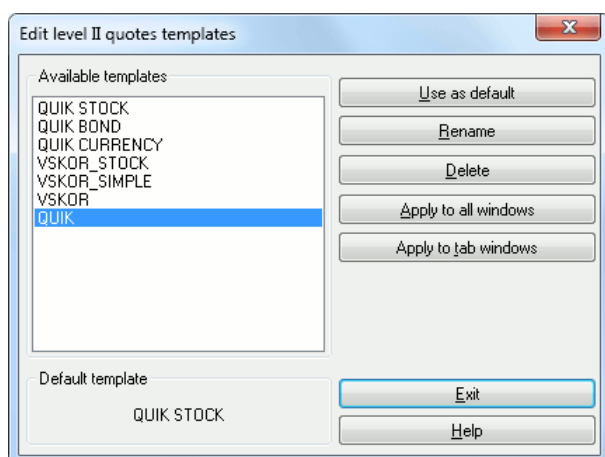 Edit level II quotes templates
Available templates
QUIK STOCK
QUIK BOND
QUIK CURRENCY
VSKOR_STOCK
VSKOR_SIMPLE
VSKOR
QUIK
Use as default
Rename
Delete
Apply to all windows
Apply to tab windows
Default template
QUIK STOCK
Exit
Help